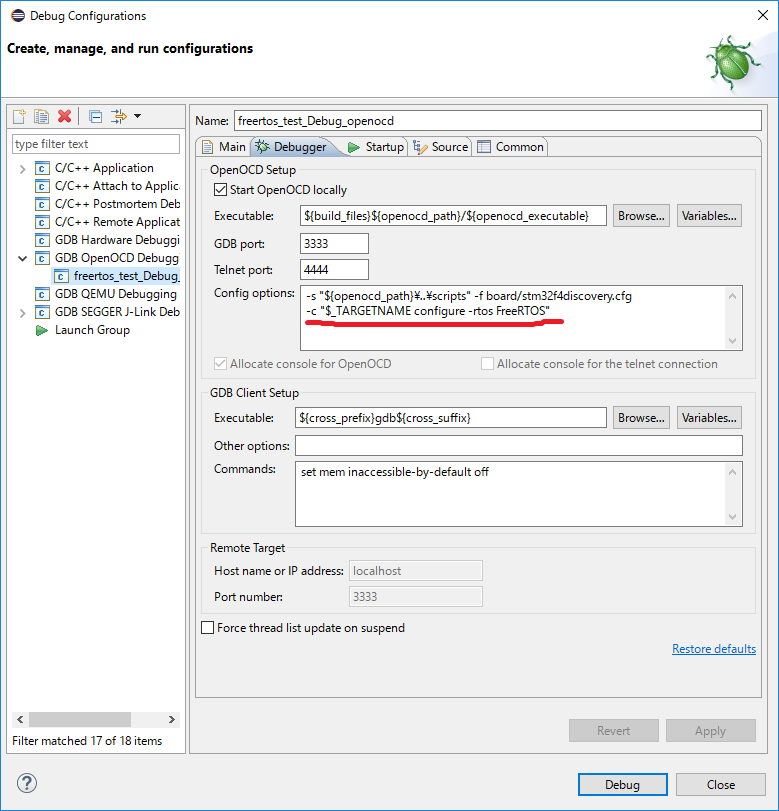 Debug Configurations
Create, manage, and run configurations
type filter text
C/C++ Application
C/C++ Attach to Applic
C/C++ Postmortem Deb
C/C++ Remote Applicat
GDB Hardware Debuggi
GDB OpenOCD Debugg
freertos_test_Debug_
GDB QEMU Debugging
GDB SEGGER J-Link Deb
Launch Group
Filter matched 17 of 18 items
Name: freertos_test_Debug_openocd
Main Debugger Startup Source Common
OpenOCD Setup
Start OpenOCD locally
Executable: ${build_files}${openocd_path}/${openocd_executable} Browse... Variables...
GDB port: 3333
Telnet port: 4444
Config options: -s "${openocd_path}¥..¥scripts" -f board/stm32f4discovery.cfg
-c "$_TARGETNAME configure -rtos FreeRTOS"
Allocate console for OpenOCD Allocate console for the telnet connection
GDB Client Setup
Executable: ${cross_prefix}gdb${cross_suffix} Browse... Variables...
Other options:
Commands: set mem inaccessible-by-default off
Remote Target
Host name or IP address: localhost
Port number: 3333
Force thread list update on suspend
Restore defaults
Revert Apply
? Debug Close